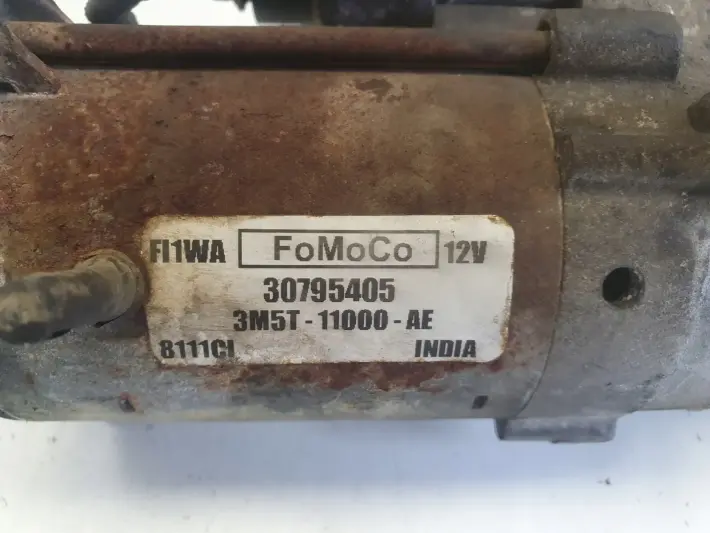 FI1WA FoMoCo 12V
30795405
3M5T-11000-AE
8111CI INDIA